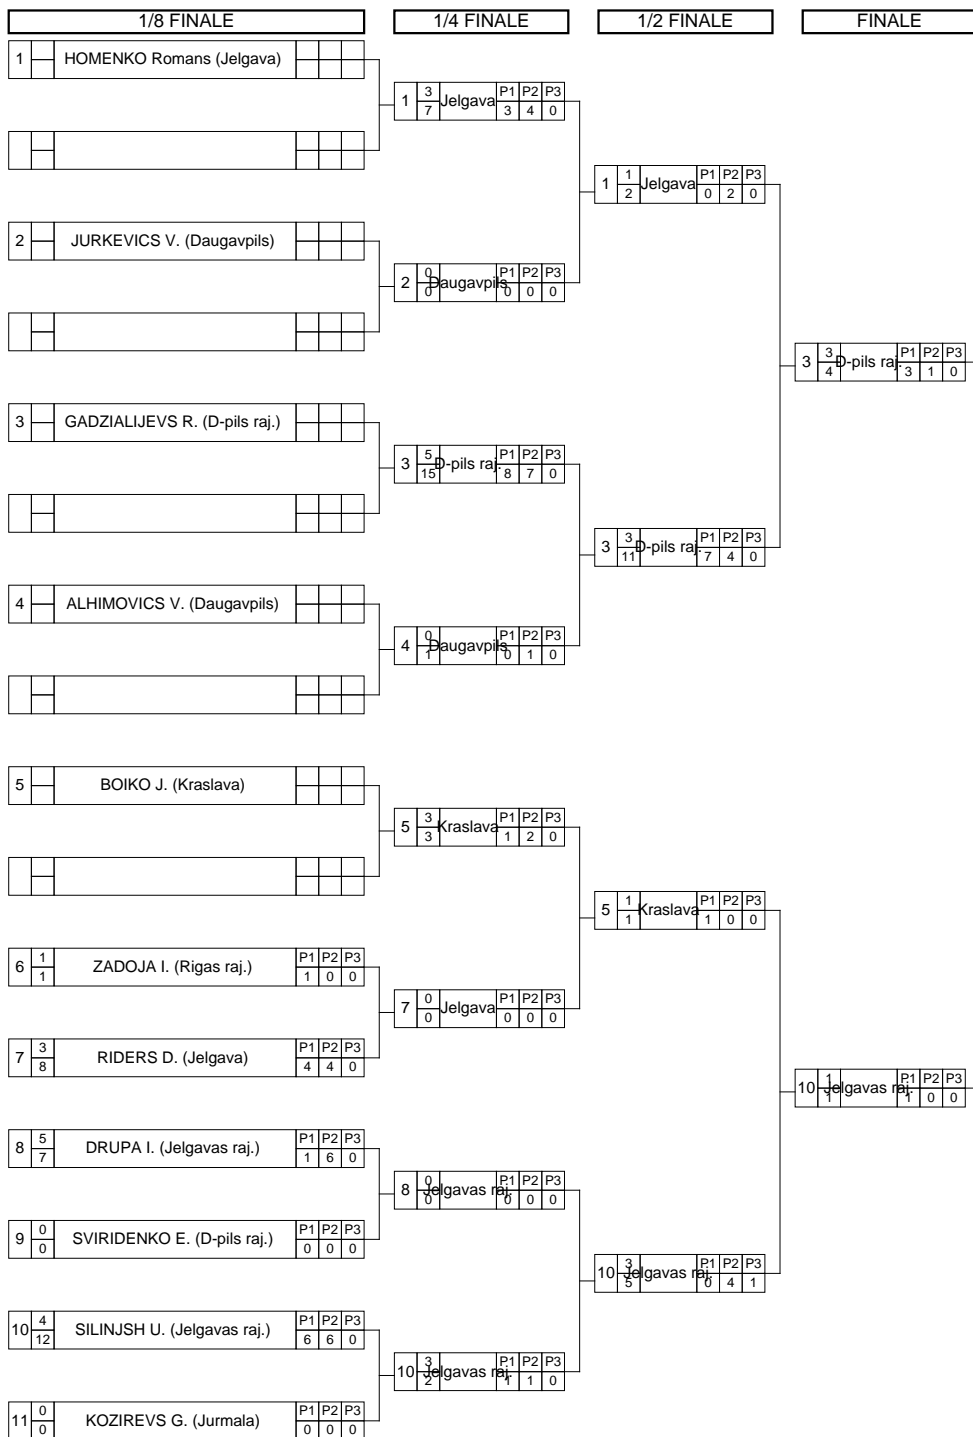 1/8 FINALE 1/4 FINALE 1/2 FINALE FINALE
1 HOMENKO Romans (Jelgava)
1 3 7 Jelgava P1 P2 P3 3 4 0
1 1 2 Jelgava P1 P2 P3 0 2 0
2 JURKEVICS V. (Daugavpils)
2 0 0 Daugavpils P1 P2 P3 0 0 0
3 3 4 D-pils raj. P1 P2 P3 3 1 0
3 GADZIALIJEVS R. (D-pils raj.)
3 5 15 D-pils raj. P1 P2 P3 8 7 0
3 3 11 D-pils raj. P1 P2 P3 7 4 0
4 ALHIMOVICS V. (Daugavpils)
4 0 1 Daugavpils P1 P2 P3 0 1 0
5 BOIKO J. (Kraslava)
5 3 3 Kraslava P1 P2 P3 1 2 0
5 1 1 Kraslava P1 P2 P3 1 0 0
6 1 1 ZADOJA I. (Rigas raj.) P1 P2 P3 1 0 0
7 0 0 Jelgava P1 P2 P3 0 0 0
7 3 8 RIDERS D. (Jelgava) P1 P2 P3 4 4 0
10 1 1 Jelgavas raj. P1 P2 P3 1 0 0
8 5 7 DRUPA I. (Jelgavas raj.) P1 P2 P3 1 6 0
8 0 0 Jelgavas raj. P1 P2 P3 0 0 0
9 0 0 SVIRIDENKO E. (D-pils raj.) P1 P2 P3 0 0 0
10 3 5 Jelgavas raj. P1 P2 P3 0 4 1
10 4 12 SILINJSH U. (Jelgavas raj.) P1 P2 P3 6 6 0
10 3 2 Jelgavas raj. P1 P2 P3 1 1 0
11 0 0 KOZIREVS G. (Jurmala) P1 P2 P3 0 0 0